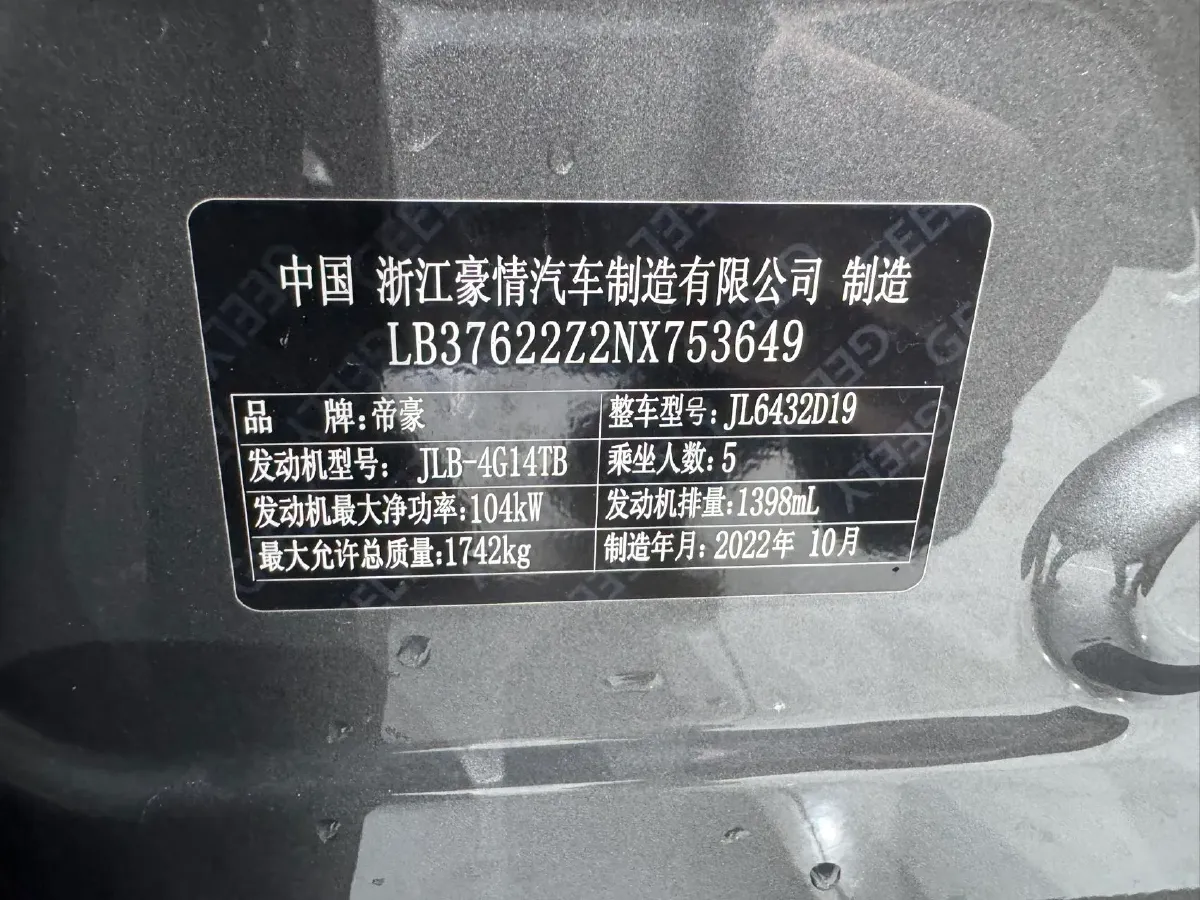 中国 浙江豪情汽车制造有限公司 制造
LB37622Z2NX753649
品 牌:帝豪 整车型号:JL6432D19
发动机型号: JLB-4G14TB 乘坐人数:5
发动机最大净功率:104kW 发动机排量:1398mL
最大允许总质量:1742kg 制造年月:2022年 10月
GEELY